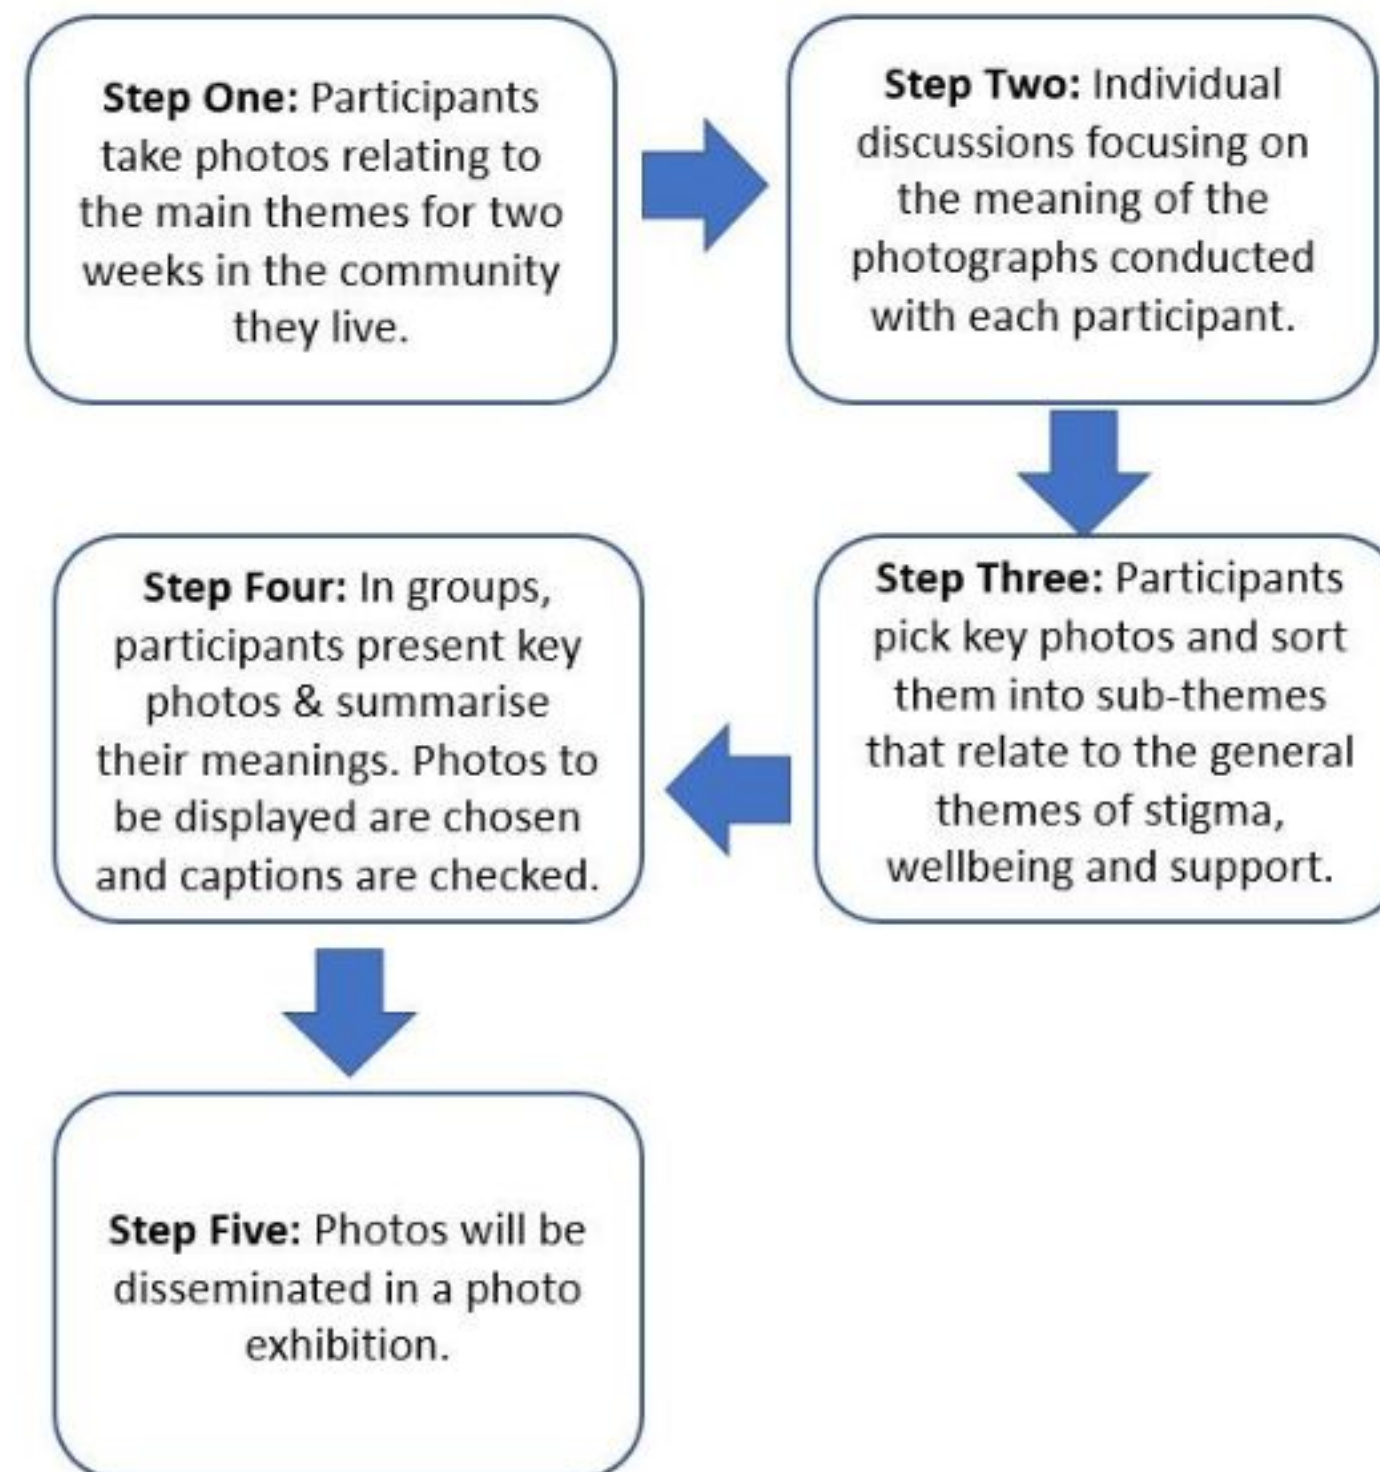 Step One: Participants
take photos relating to
the main themes for two
weeks in the community
they live.
Step Two: Individual
discussions focusing on
the meaning of the
photographs conducted
with each participant.
Step Three: Participants
pick key photos and sort
them into sub-themes
that relate to the general
themes of stigma,
wellbeing and support.
Step Four: In groups,
participants present key
photos & summarise
their meanings. Photos to
be displayed are chosen
and captions are checked.
Step Five: Photos will be
disseminated in a photo
exhibition.